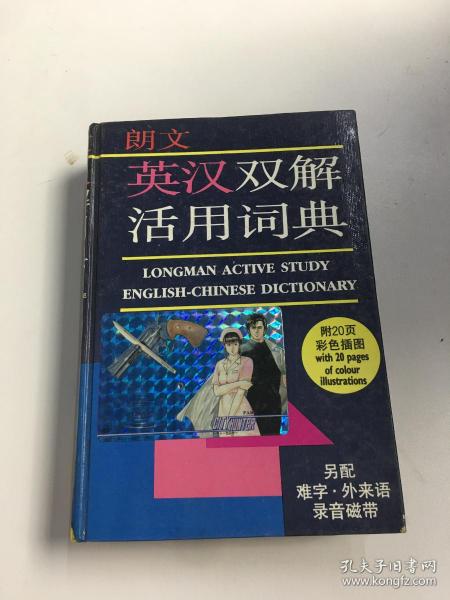 朗文
英汉双解
活用词典
LONGMAN ACTIVE STUDY
ENGLISH-CHINESE DICTIONARY
附20页
彩色插图
with 20 pages
of colour
illustrations
CITY HUNTER
另配
难字·外来语
录音磁带
孔夫子旧书网
www.kongfz.com